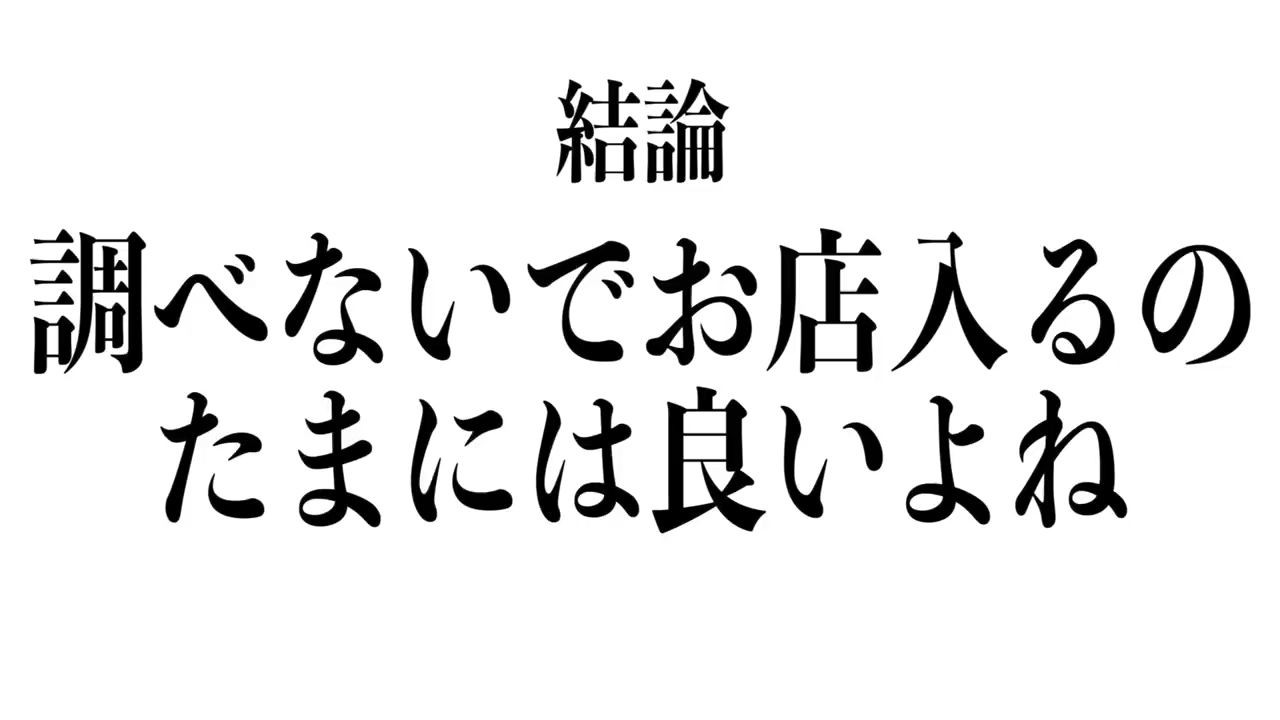 結論
調べないでお店入るの
たまには良いよね